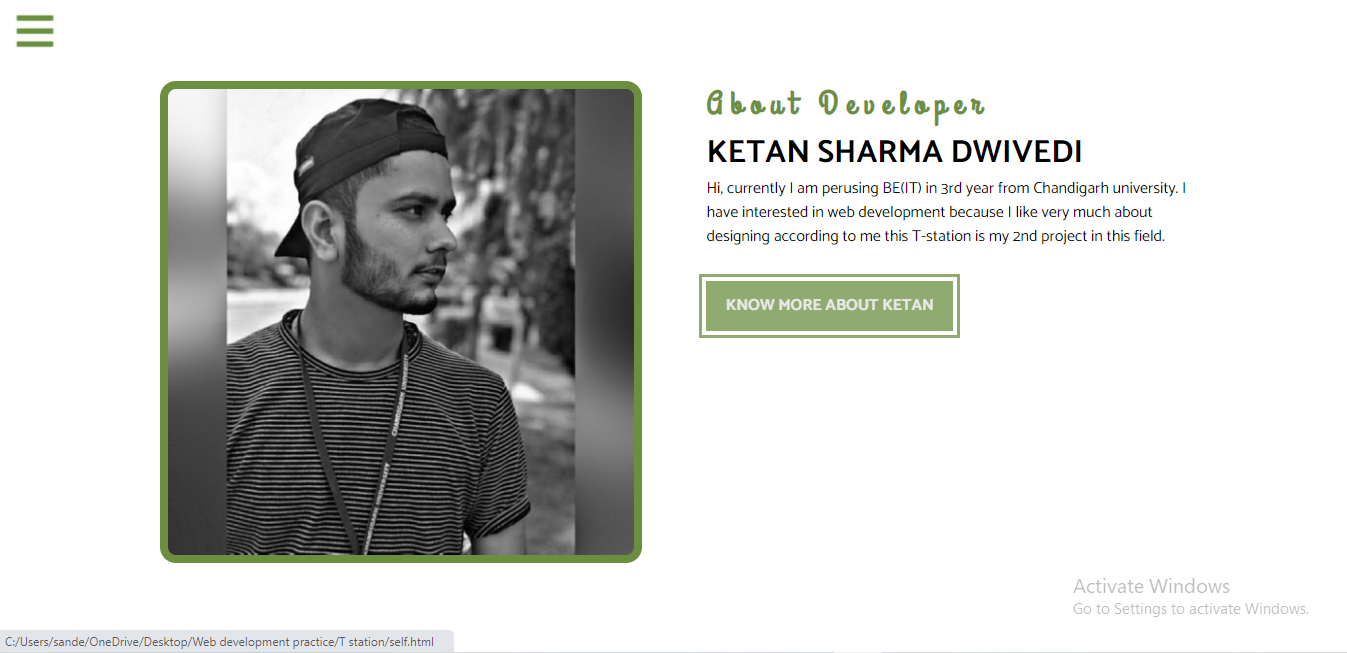 About Developer
KETAN SHARMA DWIVEDI
Hi, currently I am perusing BE(IT) in 3rd year from Chandigarh university. I
have interested in web development because I like very much about
designing according to me this T-station is my 2nd project in this field.
KNOW MORE ABOUT KETAN
CHANDIGARH UNIVERSITY
Activate Windows
Go to Settings to activate Windows.
C:/Users/sande/OneDrive/Desktop/Web development practice/T station/self.html